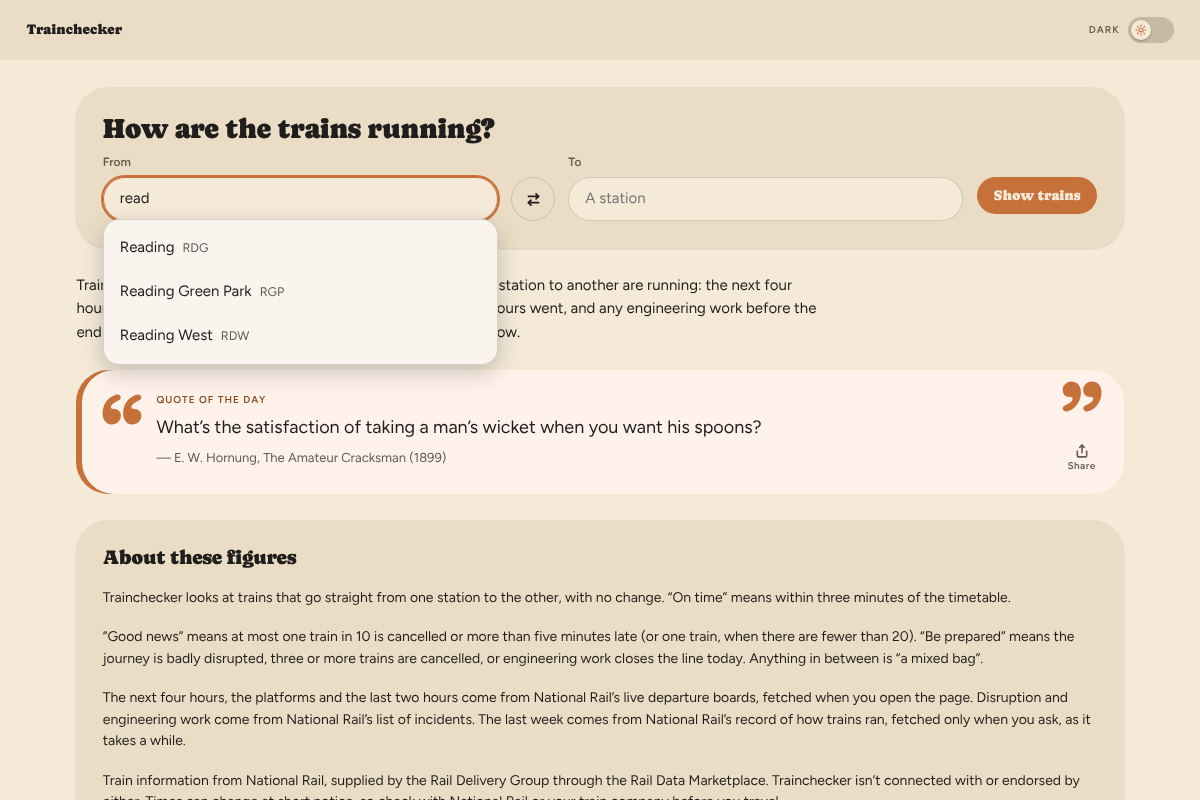 Trainchecker
DARK
How are the trains running?
From
To
read
A station
Show trains
Reading RDG
Reading Green Park RGP
Reading West RDW
station to another are running: the next four
ours went, and any engineering work before the
end
QUOTE OF THE DAY
What’s the satisfaction of taking a man’s wicket when you want his spoons?
— E. W. Hornung, The Amateur Cracksman (1899)
Share
About these figures
Trainchecker looks at trains that go straight from one station to the other, with no change. “On time” means within three minutes of the timetable.
“Good news” means at most one train in 10 is cancelled or more than five minutes late (or one train, when there are fewer than 20). “Be prepared” means the
journey is badly disrupted, three or more trains are cancelled, or engineering work closes the line today. Anything in between is “a mixed bag”.
The next four hours, the platforms and the last two hours come from National Rail’s live departure boards, fetched when you open the page. Disruption and
engineering work come from National Rail’s list of incidents. The last week comes from National Rail’s record of how trains ran, fetched only when you ask, as it
takes a while.
Train information from National Rail, supplied by the Rail Delivery Group through the Rail Data Marketplace. Trainchecker isn’t connected with or endorsed by